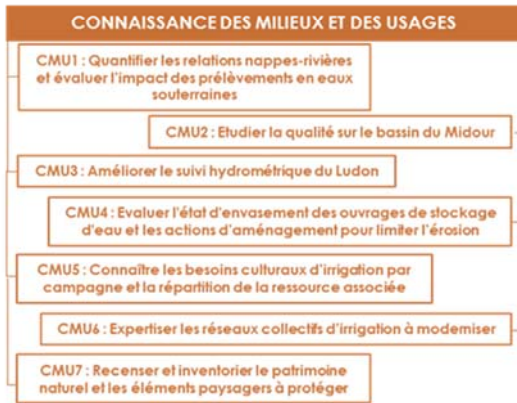 CONNAISSANCE DES MILIEUX ET DES USAGES
CMU1 : Quantifier les relations nappes-rivières
et évaluer l'impact des prélèvements en eaux
souterraines
CMU2 : Etudier la qualité sur le bassin du Midour
CMU3 : Améliorer le suivi hydrométrique du Ludon
CMU4 : Evaluer l'état d'envasement des ouvrages de stockage
d'eau et les actions d'aménagement pour limiter l'érosion
CMU5 : Connaître les besoins culturaux d'irrigation par
campagne et la répartition de la ressource associée
CMU6 : Expertiser les réseaux collectifs d'irrigation à moderniser
CMU7 : Recenser et inventorier le patrimoine
naturel et les éléments paysagers à protéger